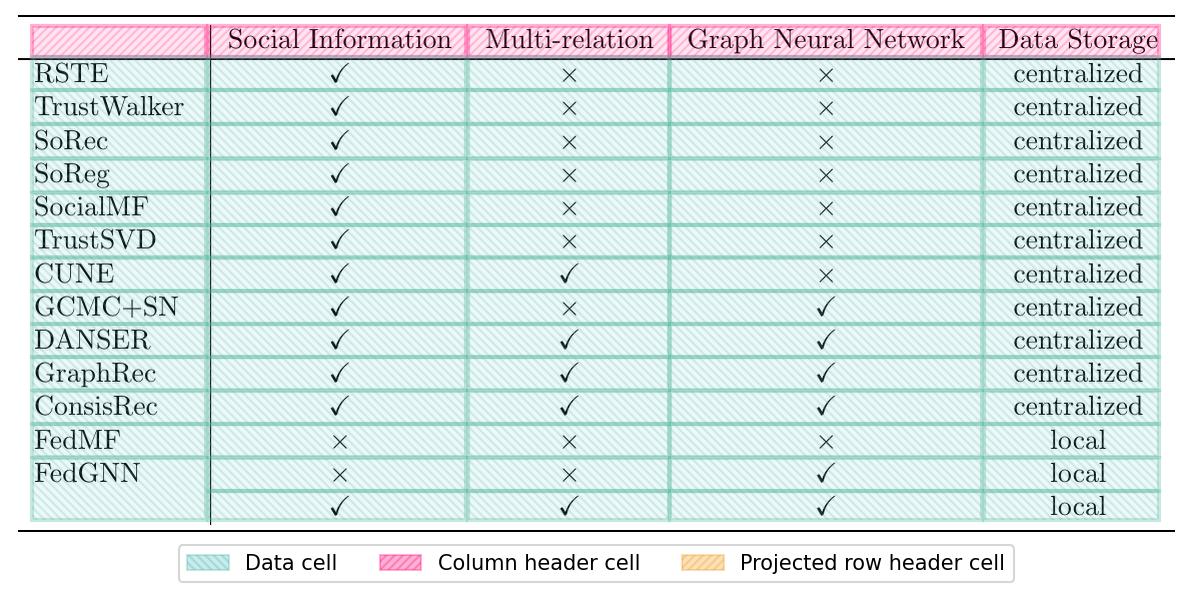 Social Information Multi-relation Graph Neural Network Data Storage
RSTE ✓ × × centralized
TrustWalker ✓ × × centralized
SoRec ✓ × × centralized
SoReg ✓ × × centralized
SocialMF ✓ × × centralized
TrustSVD ✓ × × centralized
CUNE ✓ ✓ × centralized
GCMC+SN ✓ × ✓ centralized
DANSER ✓ ✓ ✓ centralized
GraphRec ✓ ✓ ✓ centralized
ConsisRec ✓ ✓ ✓ centralized
FedMF × × × local
FedGNN × × ✓ local
✓ ✓ ✓ local
Data cell Column header cell Projected row header cell